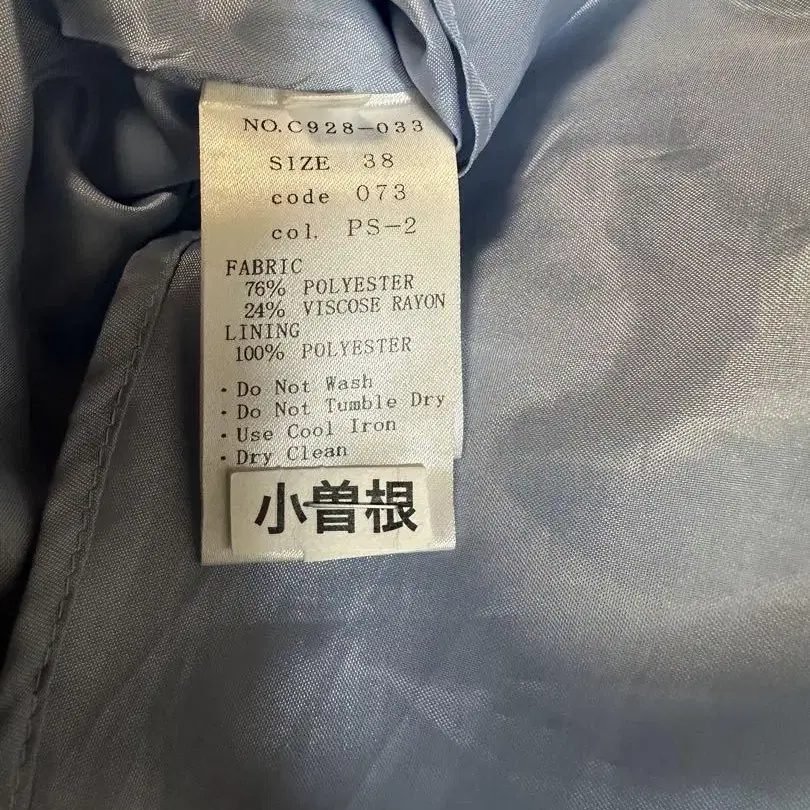 NO.C928-033
SIZE 38
code 073
col. PS-2
FABRIC
76% POLYESTER
24% VISCOSE RAYON
LINING
100% POLYESTER
・Do Not Wash
・Do Not Tumble Dry
・Use Cool Iron
・Dry Clean
小曽根